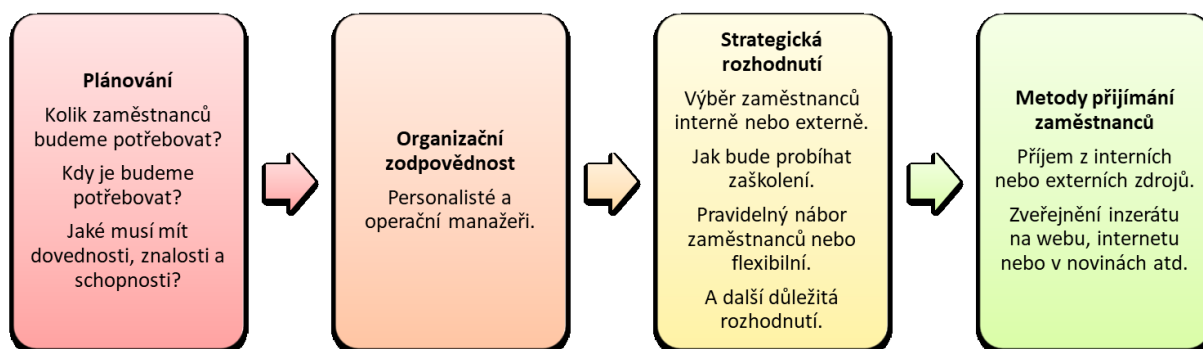 Plánování
Kolik zaměstnanců
budeme potřebovat?
Kdy je budeme
potřebovat?
Jaké musí mít
dovednosti, znalosti a
schopnosti?
Organizační
zodpovědnost
Personalisté a
operační manažeři.
Strategická
rozhodnutí
Výběr zaměstnanců
interně nebo externě.
Jak bude probíhat
zaškolení.
Pravidelný nábor
zaměstnanců nebo
flexibilní.
A další důležitá
rozhodnutí.
Metody přijímání
zaměstnanců
Příjem z interních
nebo externích zdrojů.
Zveřejnění inzerátu
na webu, internetu
nebo v novinách atd.